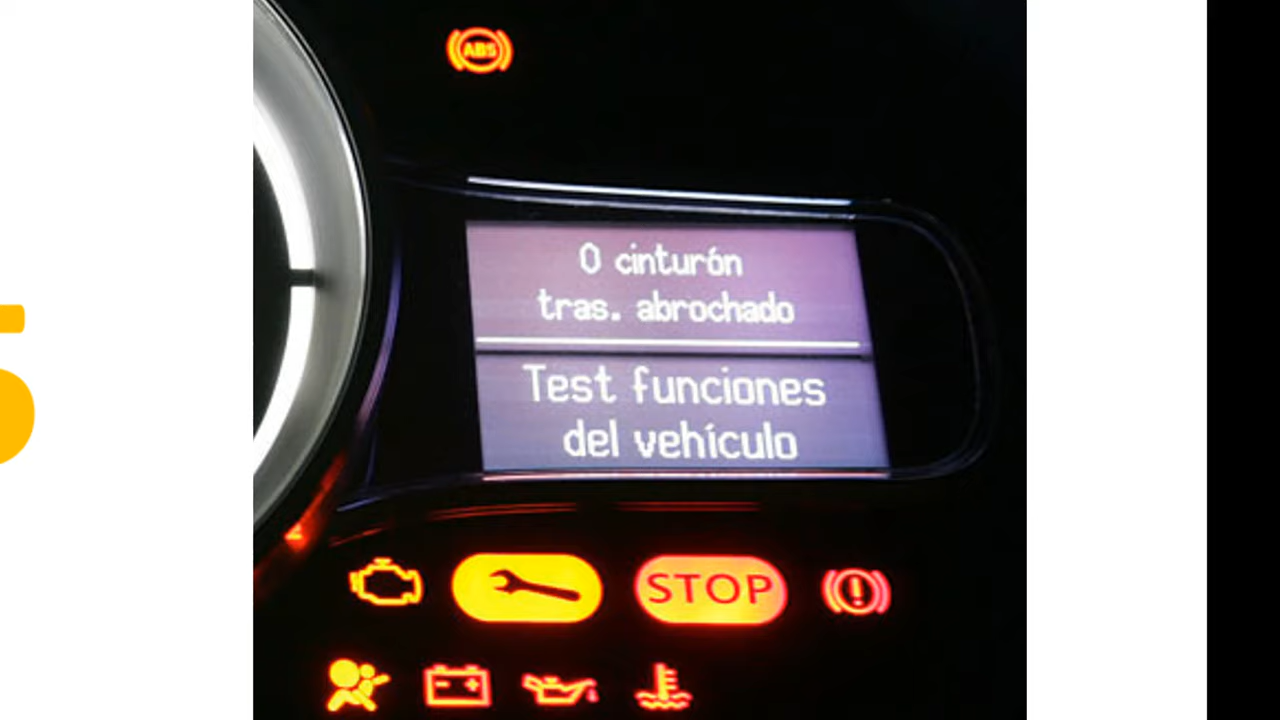 ABS
0 cinturón
tras. abrochado
Test funciones
del vehículo
STOP